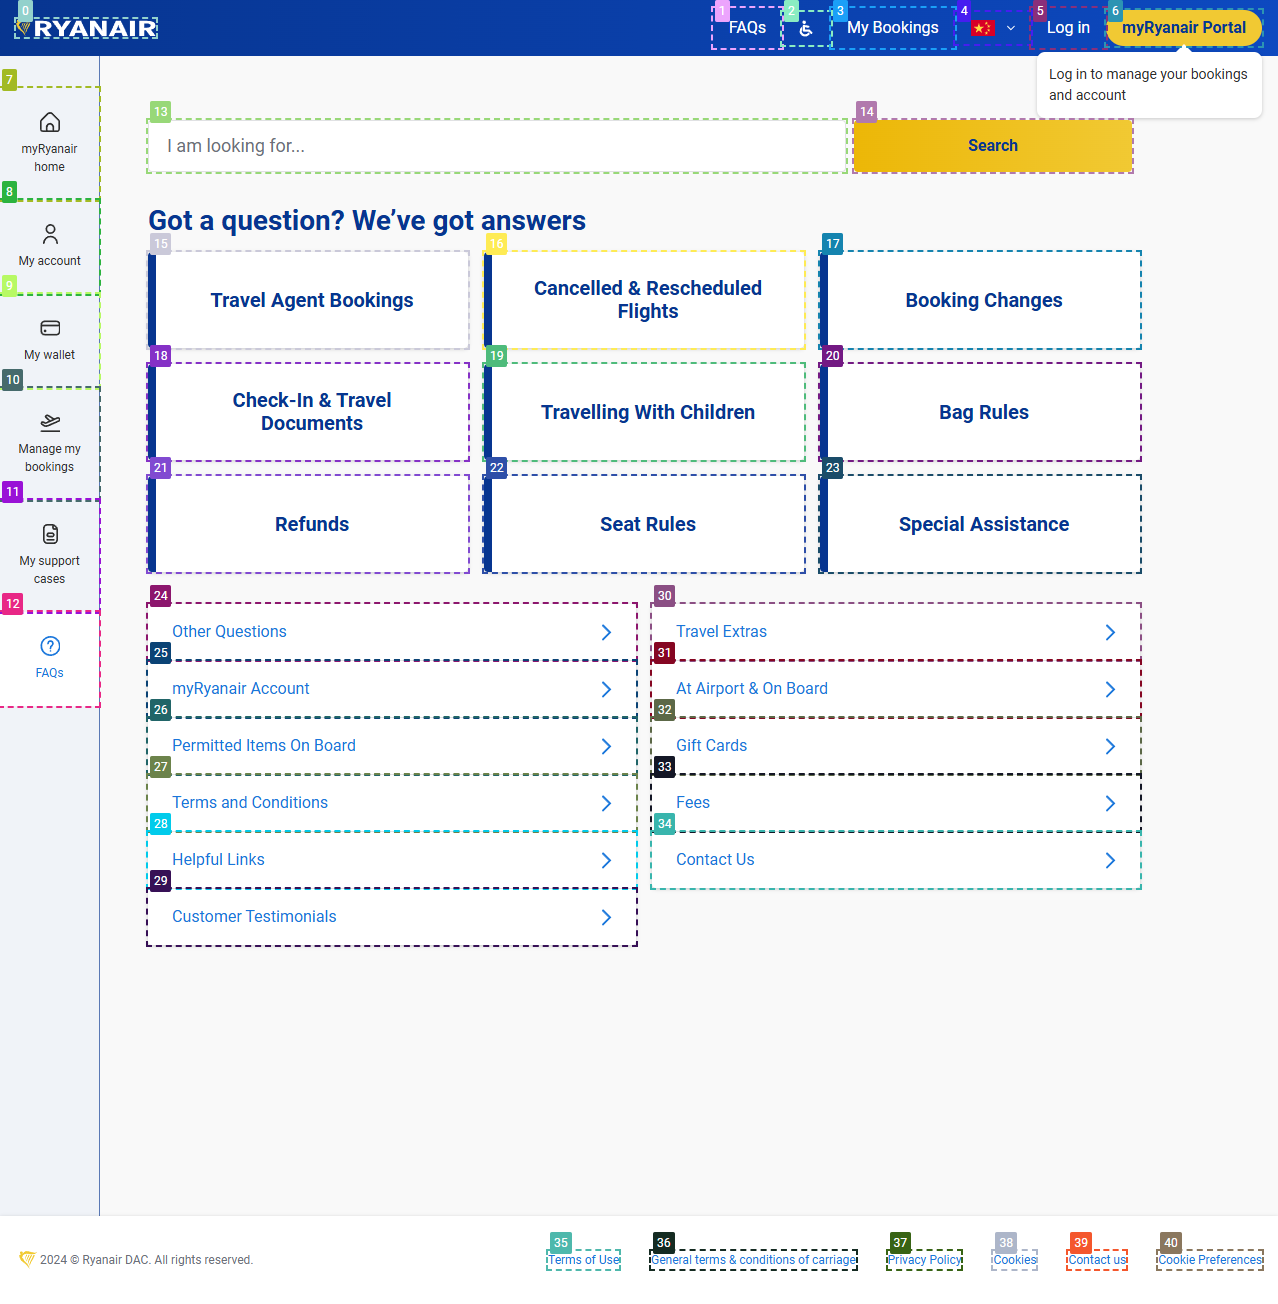 0
RYANAIR
1
FAQs
2
3
My Bookings
4
5
Log in
6
myRyanair Portal
Log in to manage your bookings
and account
7
myRyanair
home
8
My account
9
My wallet
10
Manage my
bookings
11
My support
cases
12
FAQs
13
I am looking for...
14
Search
Got a question? We’ve got answers
15
Travel Agent Bookings
16
Cancelled & Rescheduled
Flights
17
Booking Changes
18
Check-In & Travel
Documents
19
Travelling With Children
20
Bag Rules
21
Refunds
22
Seat Rules
23
Special Assistance
24
Other Questions
25
myRyanair Account
26
Permitted Items On Board
27
Terms and Conditions
28
Helpful Links
29
Customer Testimonials
30
Travel Extras
31
At Airport & On Board
32
Gift Cards
33
Fees
34
Contact Us
2024 © Ryanair DAC. All rights reserved.
35
Terms of Use
36
General terms & conditions of carriage
37
Privacy Policy
38
Cookies
39
Contact us
40
Cookie Preferences